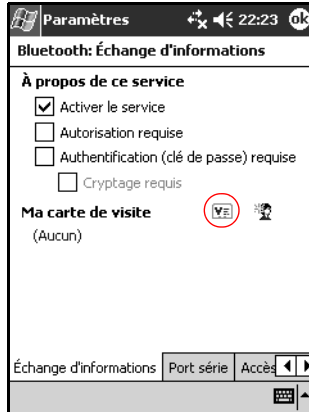 Paramètres 22:23 ok
Bluetooth: Échange d'informations
À propos de ce service
Activer le service
Autorisation requise
Authentification (clé de passe) requise
Cryptage requis
Ma carte de visite
(Aucun)
Échange d'informations Port série Accès